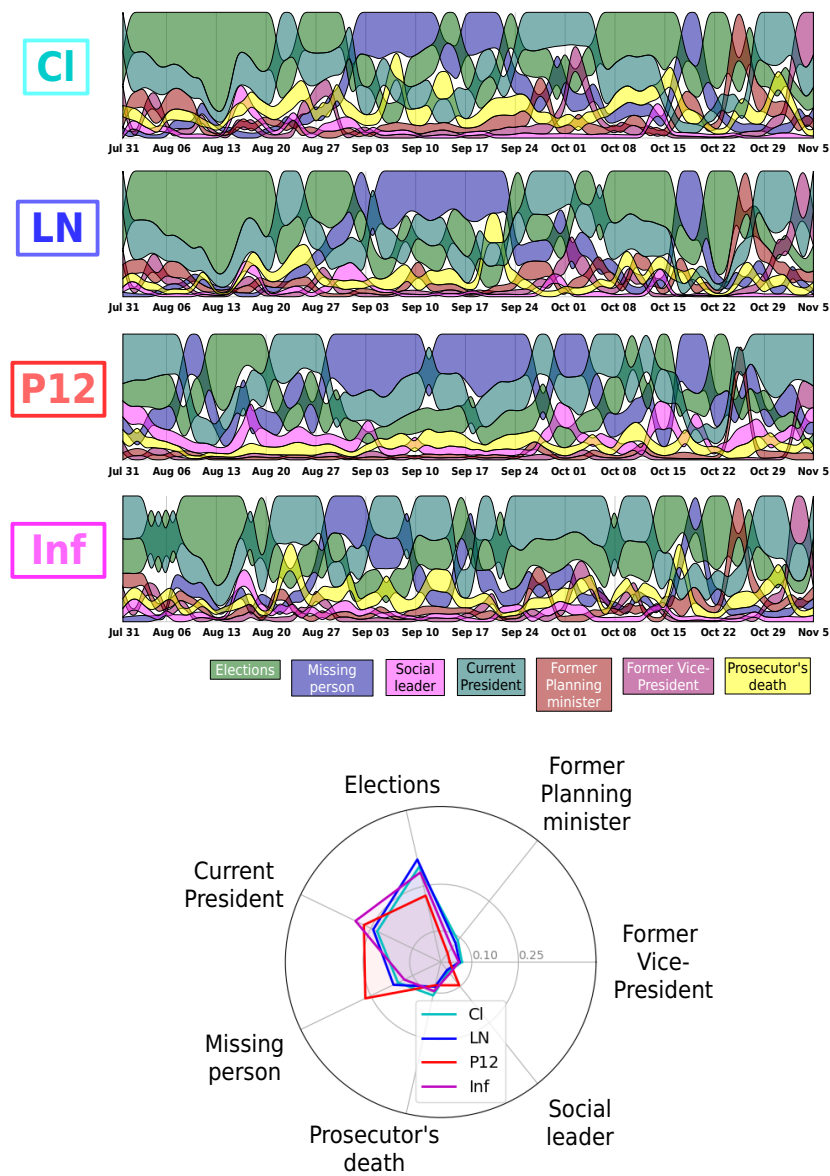 Cl
Jul 31 Aug 06 Aug 13 Aug 20 Aug 27 Sep 03 Sep 10 Sep 17 Sep 24 Oct 01 Oct 08 Oct 15 Oct 22 Oct 29 Nov 5
LN
Jul 31 Aug 06 Aug 13 Aug 20 Aug 27 Sep 03 Sep 10 Sep 17 Sep 24 Oct 01 Oct 08 Oct 15 Oct 22 Oct 29 Nov 5
P12
Jul 31 Aug 06 Aug 13 Aug 20 Aug 27 Sep 03 Sep 10 Sep 17 Sep 24 Oct 01 Oct 08 Oct 15 Oct 22 Oct 29 Nov 5
Inf
Jul 31 Aug 06 Aug 13 Aug 20 Aug 27 Sep 03 Sep 10 Sep 17 Sep 24 Oct 01 Oct 08 Oct 15 Oct 22 Oct 29 Nov 5
Elections
Missing
person
Social
leader
Current
President
Former
Planning
minister
Former Vice-
President
Prosecutor's
death
Elections
Former
Planning
minister
Current
President
Former
Vice-
President
0.10 0.25
Missing
person
Prosecutor's
death
Social
leader
Cl
LN
P12
Inf